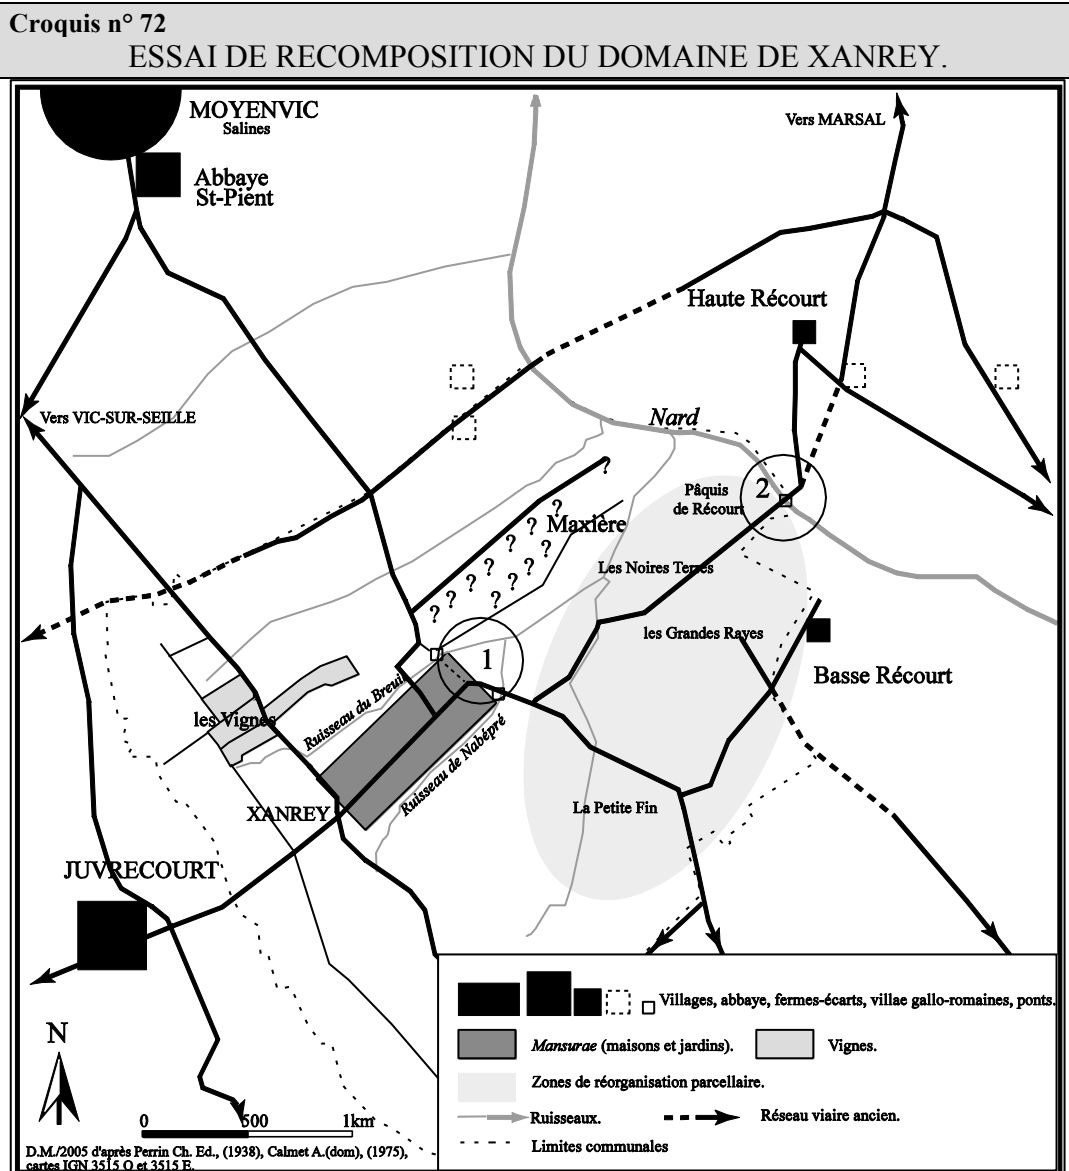 Croquis n° 72
ESSAI DE RECOMPOSITION DU DOMAINE DE XANREY.
MOYENVIC
Salines
Vers MARSAL
Abbaye
St-Pient
Haute Récourt
Vers VIC-SUR-SEILLE
Nard
?
2
Pâquis
de Récourt
Maxière
? ? ? ? ? ? ? ? ? ? ?
Les Noires Terres
les Grandes Rayes
1
Basse Récourt
Ruisseau du Breuil
les Vignes
Ruisseau de Nabépré
XANREY
La Petite Fin
JUVRECOURT
Villages, abbaye, fermes-écarts, villae gallo-romaines, ponts.
N
Mansurae (maisons et jardins).
Vignes.
Zones de réorganisation parcellaire.
Ruisseaux.
Réseau viaire ancien.
Limites communales
0 500 1km
D.M./2005 d'après Perrin Ch. Ed., (1938), Calmet A.(dom), (1975),
cartes IGN 3515 O et 3515 E.